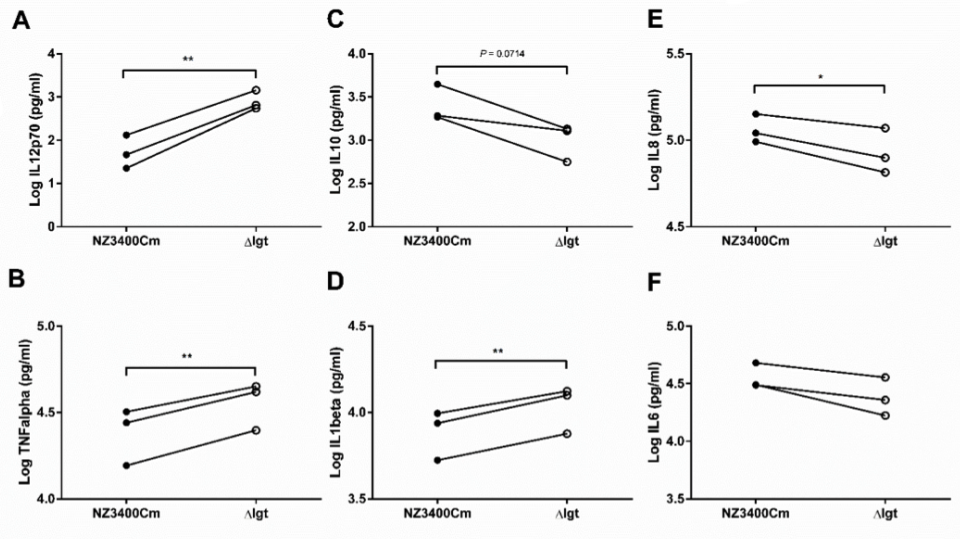 A
Log IL12p70 (pg/ml)
4
3
2
1
0
**
NZ3400Cm
Δlgt
C
Log IL10 (pg/ml)
4.0
3.5
3.0
2.5
2.0
P = 0.0714
NZ3400Cm
Δlgt
E
Log IL8 (pg/ml)
5.5
5.0
4.5
*
NZ3400Cm
Δlgt
B
Log TNFalpha (pg/ml)
5.0
4.5
4.0
**
NZ3400Cm
Δlgt
D
Log IL1beta (pg/ml)
4.5
4.0
3.5
**
NZ3400Cm
Δlgt
F
Log IL6 (pg/ml)
5.0
4.5
4.0
3.5
NZ3400Cm
Δlgt